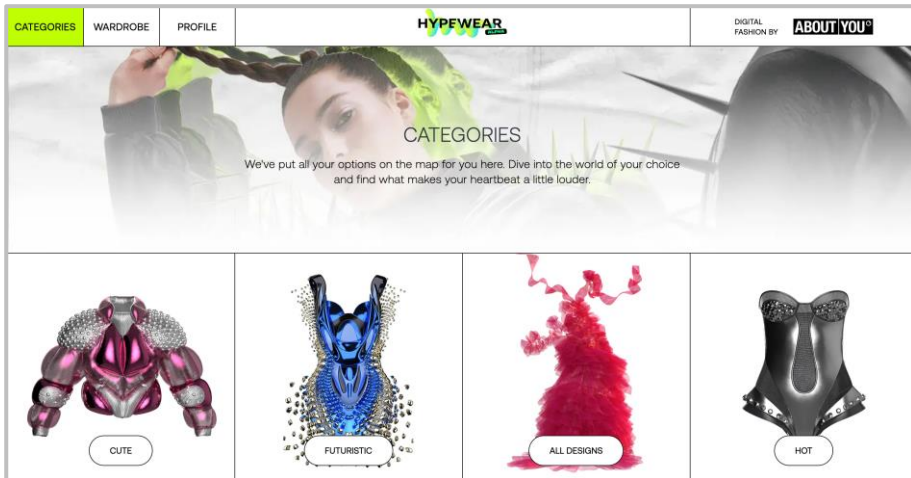 CATEGORIES
WARDROBE
PROFILE
HYPEWEAR
ALPHA
DIGITAL
FASHION BY
ABOUT YOU°
CATEGORIES
We've put all your options on the map for you here. Dive into the world of your choice
and find what makes your heartbeat a little louder.
CUTE
FUTURISTIC
ALL DESIGNS
HOT